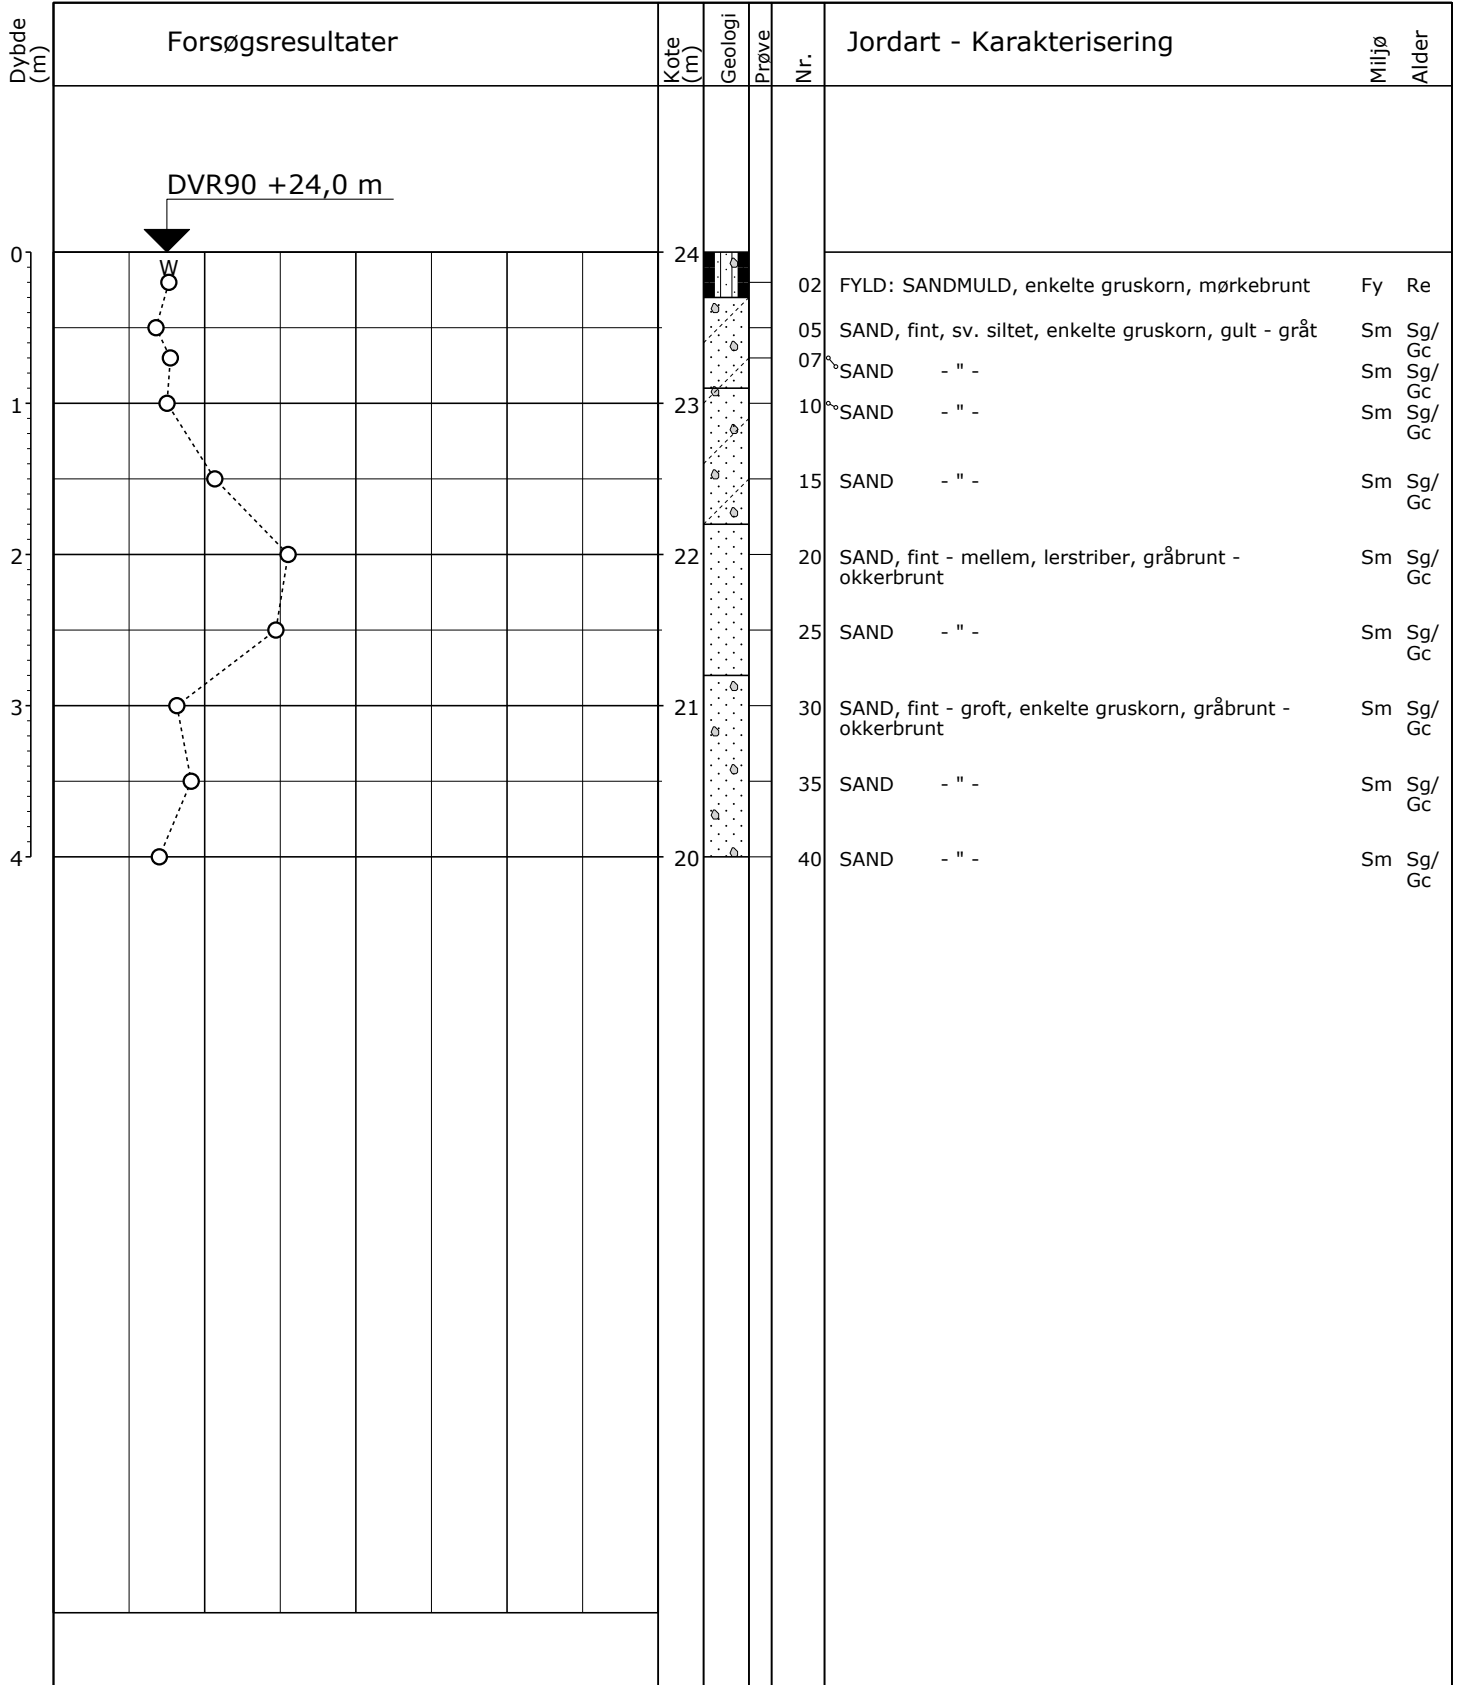 Dybde (m)
Forsøgsresultater
Kote (m)
Geologi
Prøve
Nr.
Jordart - Karakterisering
Miljø
Alder
DVR90 +24,0 m
0
W
24
02 FYLD: SANDMULD, enkelte gruskorn, mørkebrunt Fy Re
05 SAND, fint, sv. siltet, enkelte gruskorn, gult - gråt Sm Sg/
Gc
07 SAND - " - Sm Sg/
Gc
1
23
10 SAND - " - Sm Sg/
Gc
15 SAND - " - Sm Sg/
Gc
2
22
20 SAND, fint - mellem, lerstriber, gråbrunt - Sm Sg/
okkerbrunt Gc
25 SAND - " - Sm Sg/
Gc
3
21
30 SAND, fint - groft, enkelte gruskorn, gråbrunt - Sm Sg/
okkerbrunt Gc
35 SAND - " - Sm Sg/
Gc
4
20
40 SAND - " - Sm Sg/
Gc